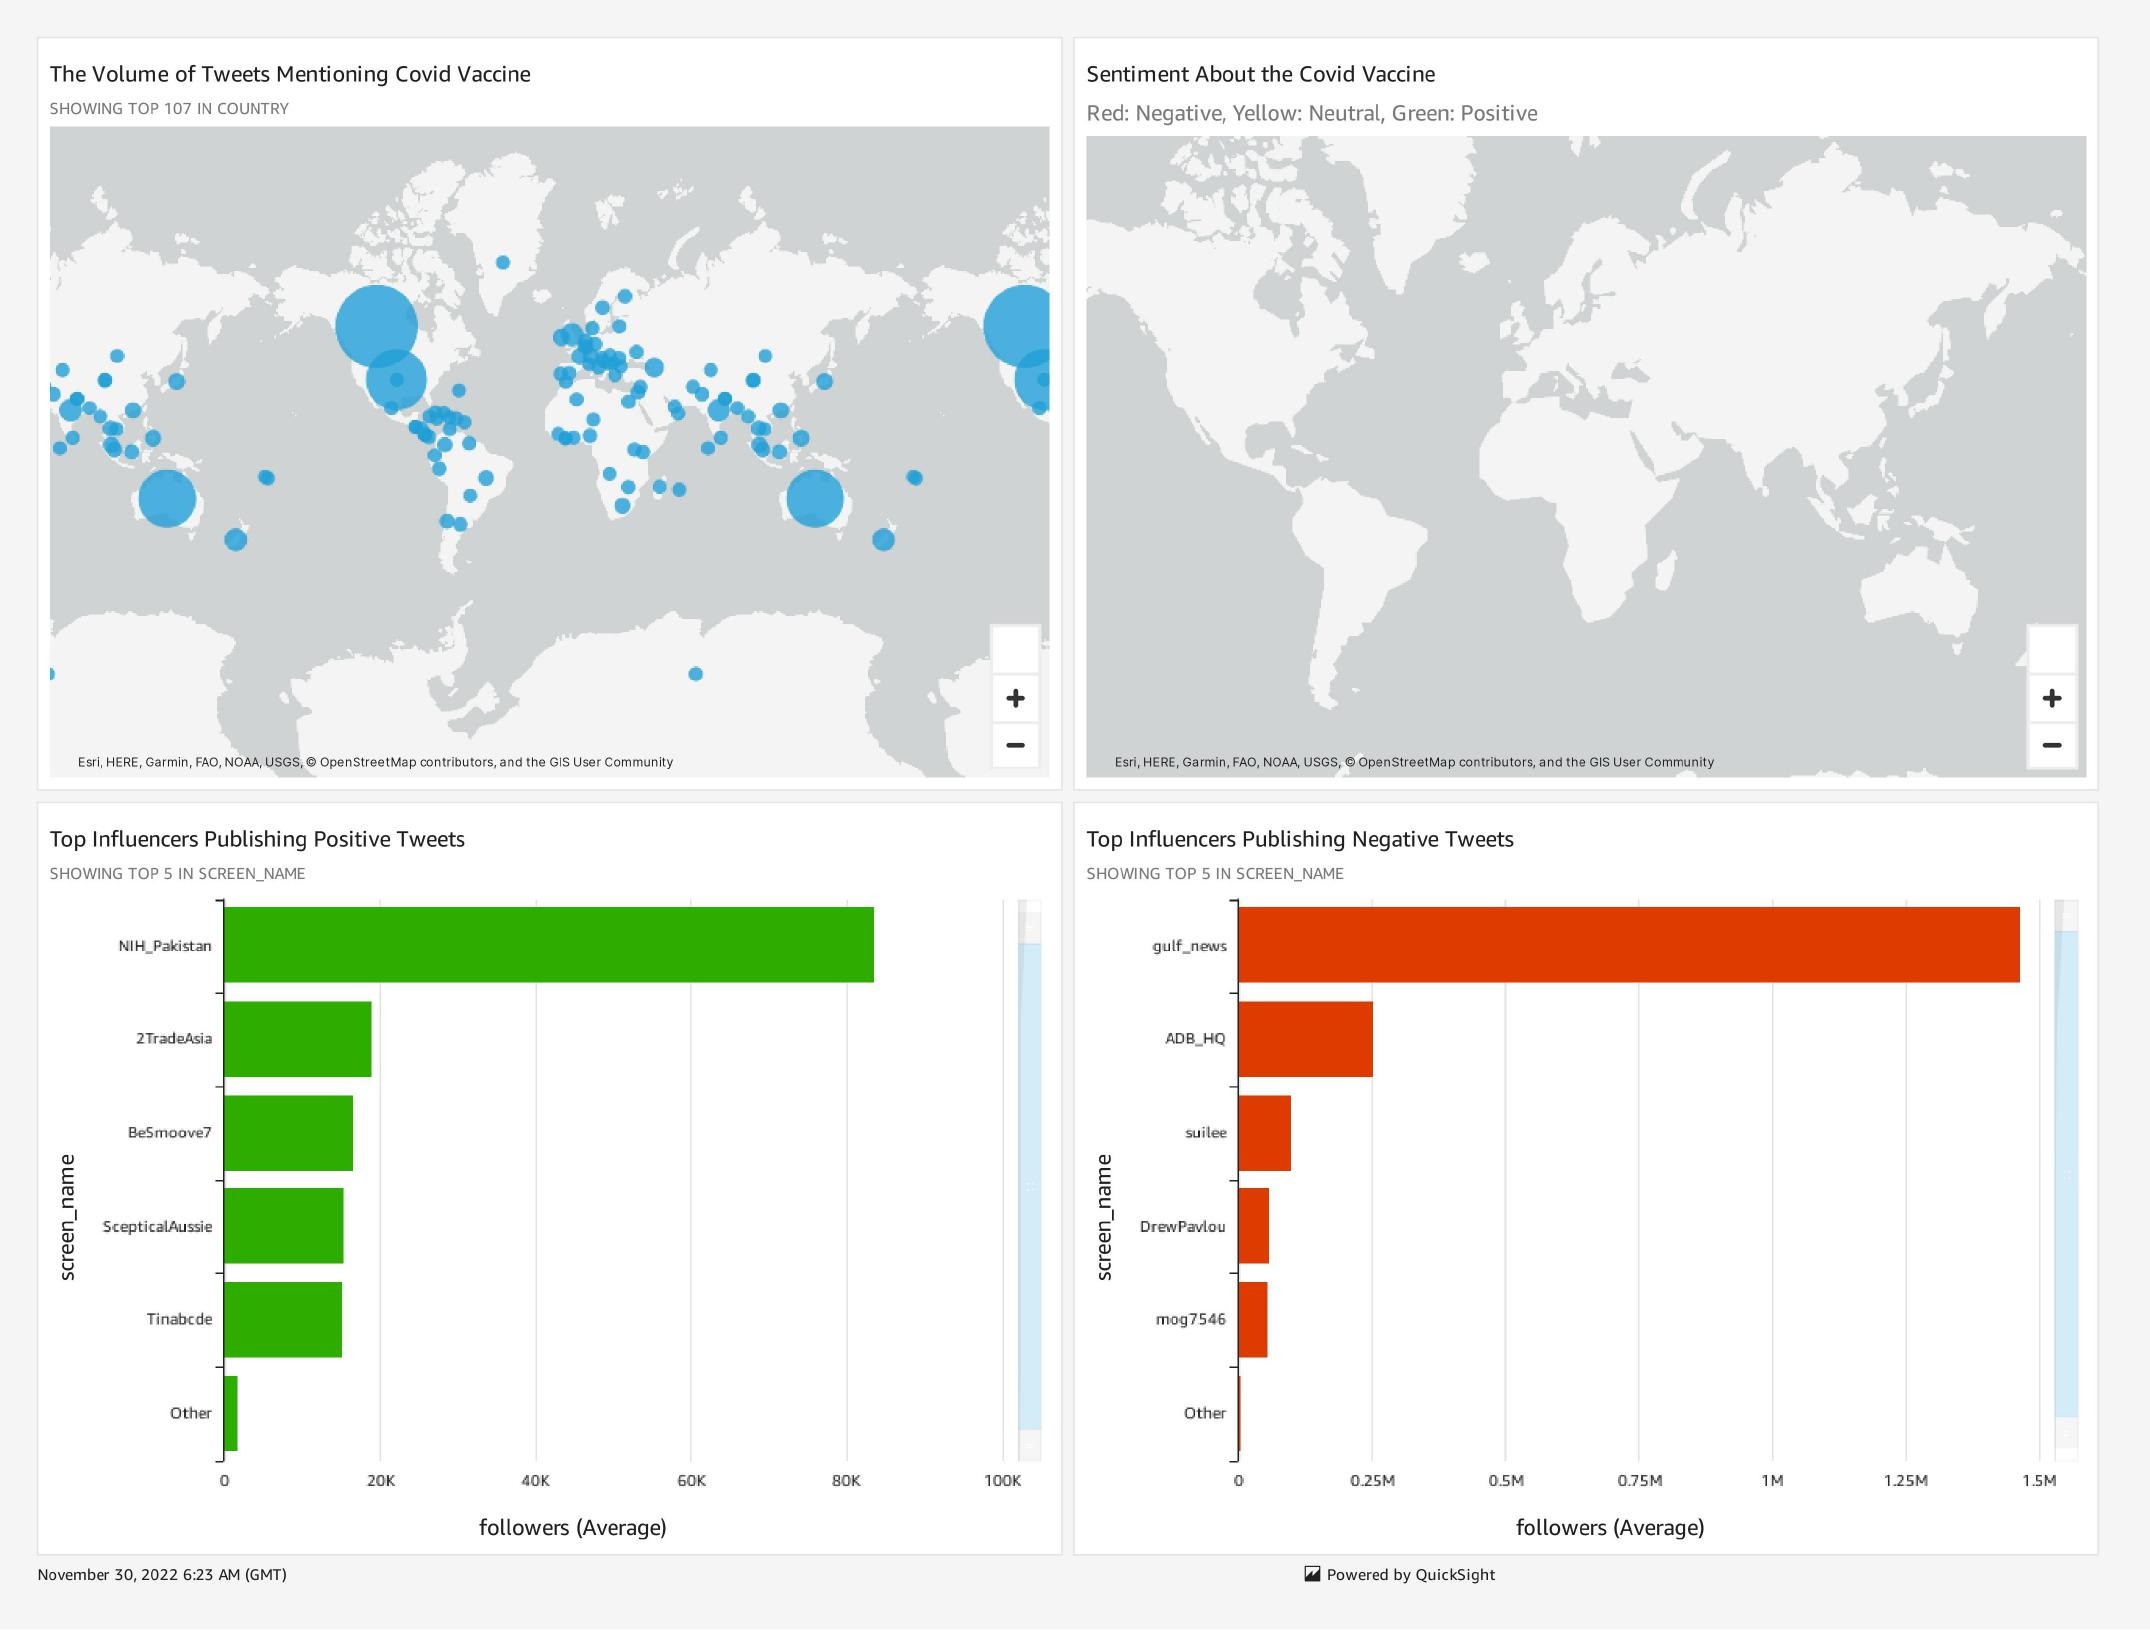 The Volume of Tweets Mentioning Covid Vaccine
SHOWING TOP 107 IN COUNTRY
+
−
Esri, HERE, Garmin, FAO, NOAA, USGS, © OpenStreetMap contributors, and the GIS User Community
Sentiment About the Covid Vaccine
Red: Negative, Yellow: Neutral, Green: Positive
+
−
Esri, HERE, Garmin, FAO, NOAA, USGS, © OpenStreetMap contributors, and the GIS User Community
Top Influencers Publishing Positive Tweets
SHOWING TOP 5 IN SCREEN_NAME
screen_name
NIH_Pakistan
2TradeAsia
BeSmoove7
ScepticalAussie
Tinabcde
Other
0 20K 40K 60K 80K 100K
followers (Average)
Top Influencers Publishing Negative Tweets
SHOWING TOP 5 IN SCREEN_NAME
screen_name
gulf_news
ADB_HQ
suilee
DrewPavlou
mog7546
Other
0 0.25M 0.5M 0.75M 1M 1.25M 1.5M
followers (Average)
November 30, 2022 6:23 AM (GMT)
Powered by QuickSight